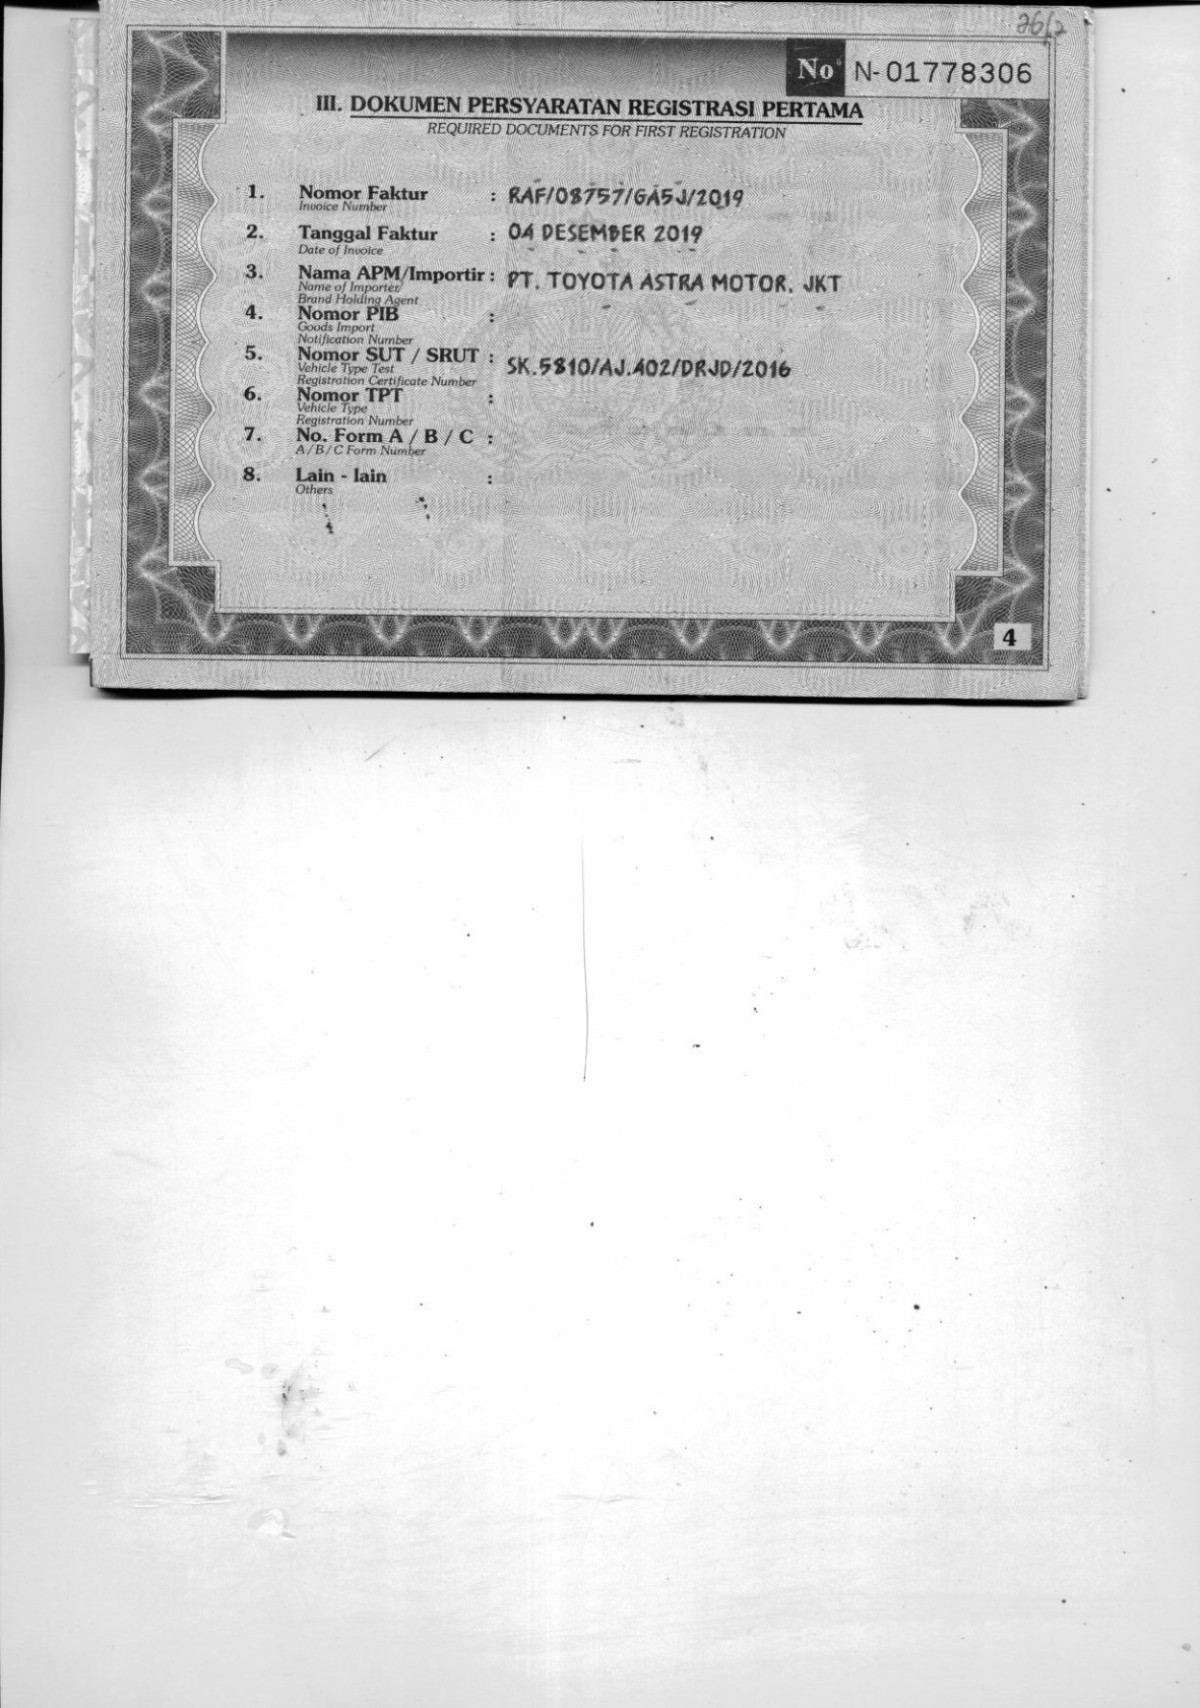 26/2
No N-01778306
III. DOKUMEN PERSYARATAN REGISTRASI PERTAMA
REQUIRED DOCUMENTS FOR FIRST REGISTRATION
1. Nomor Faktur : RAF/08757/GA5J/2019
Invoice Number
2. Tanggal Faktur : 04 DESEMBER 2019
Date of Invoice
3. Nama APM/Importir : PT. TOYOTA ASTRA MOTOR. JKT
Name of Importer/
Brand Holding Agent
4. Nomor PIB :
Goods Import
Notification Number
5. Nomor SUT / SRUT : SK.5810/AJ.402/DRJD/2016
Vehicle Type Test
Registration Certificate Number
6. Nomor TPT :
Vehicle Type
Registration Number
7. No. Form A / B / C :
A / B / C Form Number
8. Lain - lain :
Others
4